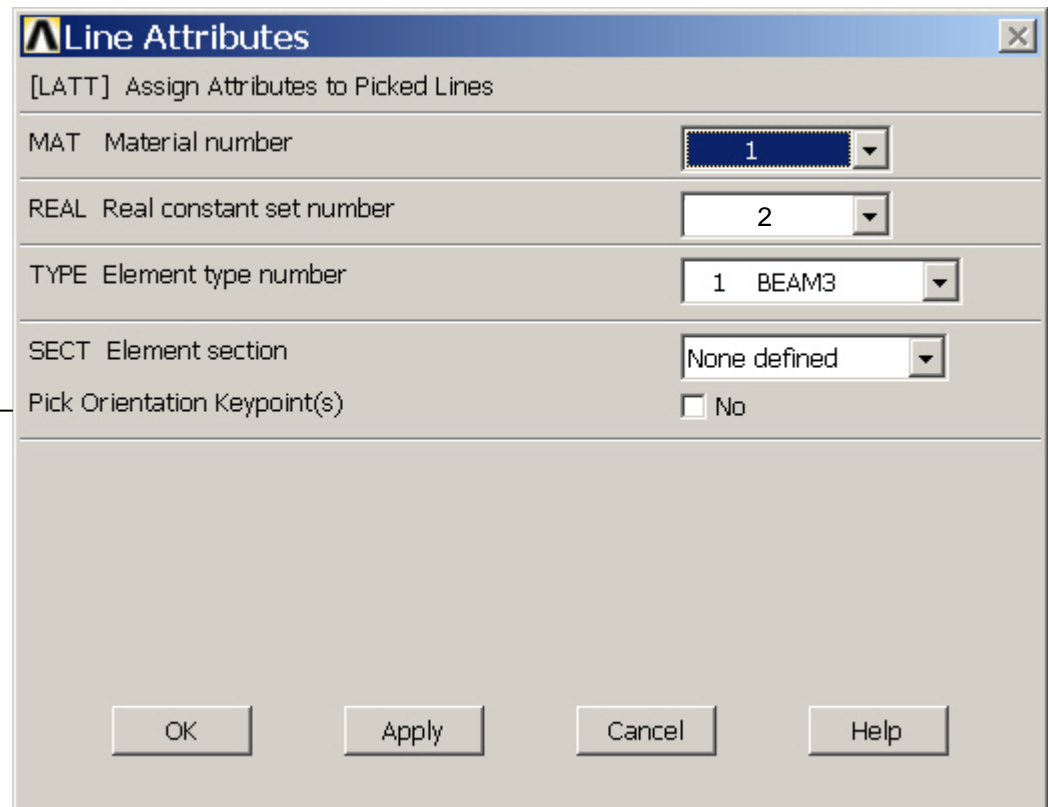 Line Attributes
[LATT] Assign Attributes to Picked Lines
MAT Material number 1
REAL Real constant set number 2
TYPE Element type number 1 BEAM3
SECT Element section None defined
Pick Orientation Keypoint(s) No
OK Apply Cancel Help